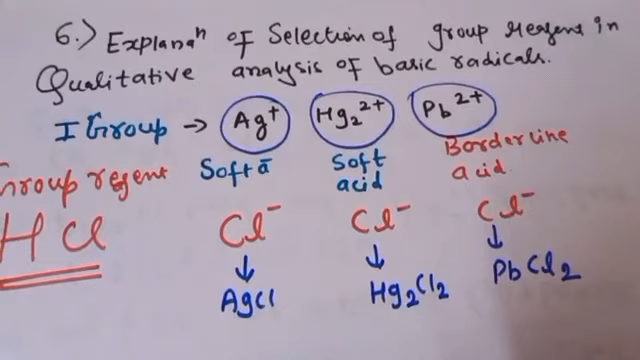 6.) Explanaⁿ of Selection of group reagent in
Qualitative analysis of basic radicals.
I Group → Ag⁺ Hg₂²⁺ Pb²⁺
Group regent Soft a Soft acid Borderline acid
HCl Cl⁻ Cl⁻ Cl⁻
↓ ↓ ↓
AgCl Hg₂Cl₂ PbCl₂